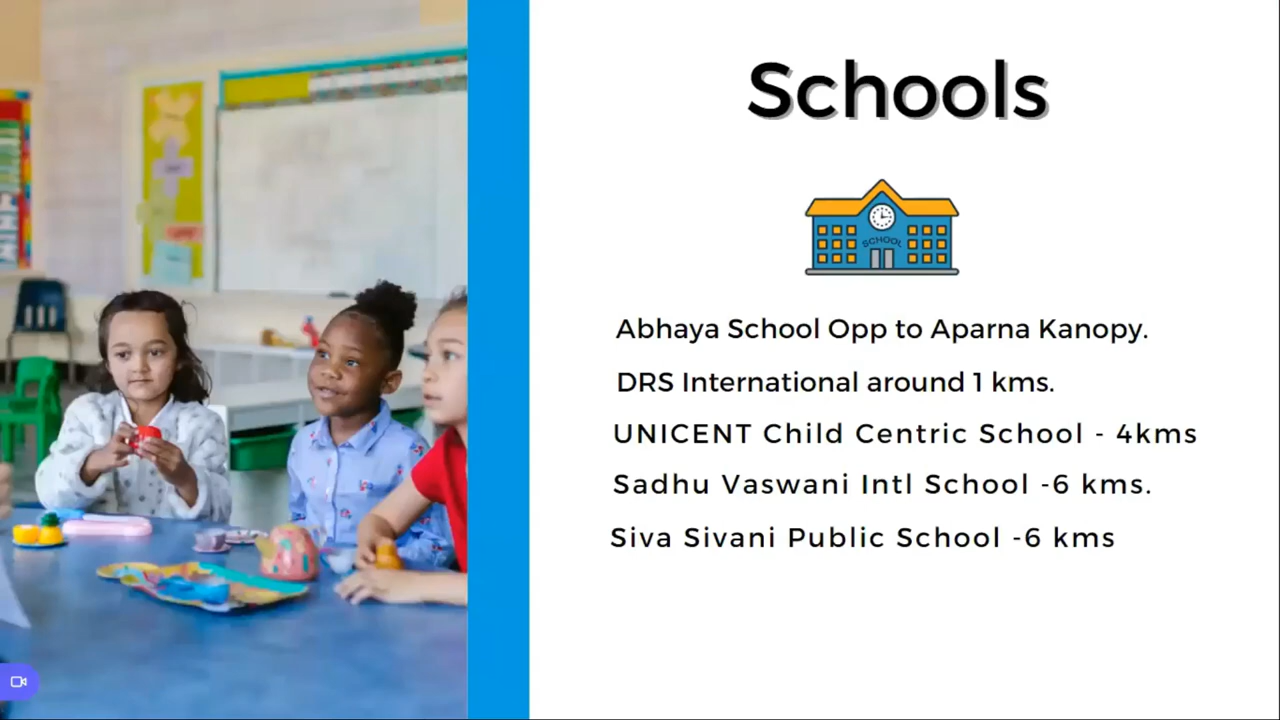 Schools
SCHOOL
Abhaya School Opp to Aparna Kanopy.
DRS International around 1 kms.
UNICENT Child Centric School - 4kms
Sadhu Vaswani Intl School -6 kms.
Siva Sivani Public School -6 kms